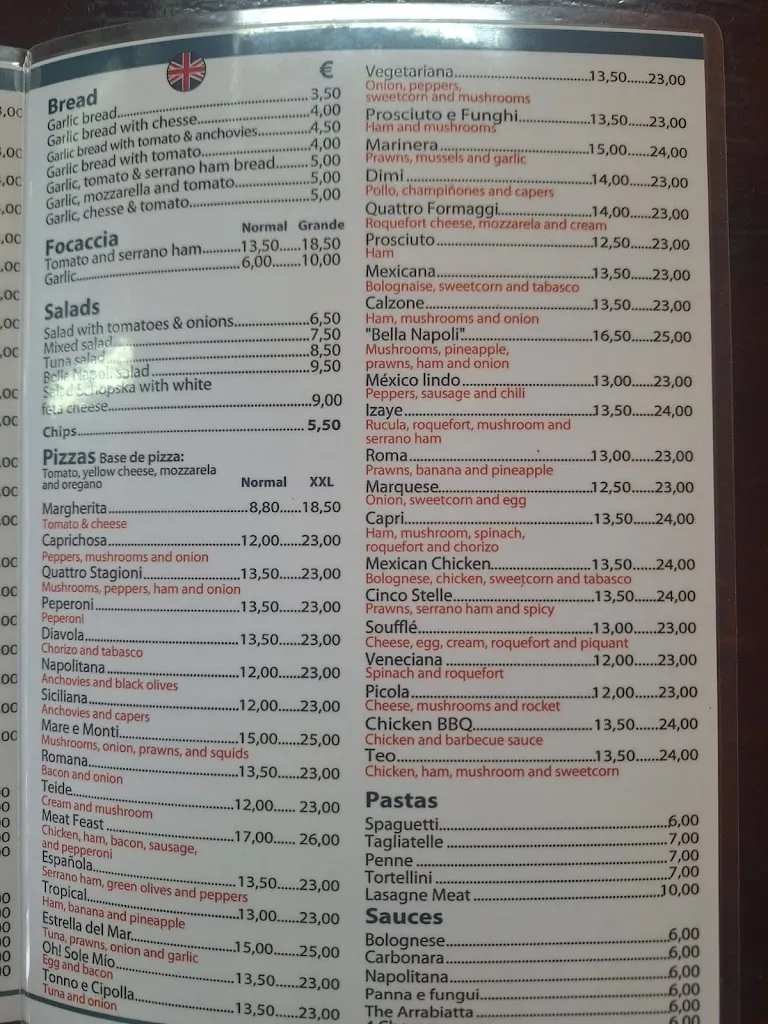 €
Bread
Garlic bread..........3,50
Garlic bread with chesse..........4,00
Garlic bread with tomato & anchovies..........4,50
Garlic bread with tomato..........4,00
Garlic, tomato & serrano ham bread..........5,00
Garlic, mozzarella and tomato..........5,00
Garlic, chesse & tomato..........5,00
Normal Grande
Focaccia
Tomato and serrano ham..........13,50......18,50
Garlic..........6,00........10,00
Salads
Salad with tomatoes & onions..........6,50
Mixed salad..........7,50
Tuna salad..........8,50
Bella Napoli Salad..........9,50
Salad Schopska with white
feta cheese..........9,00
Chips..........5,50
Pizzas Base de pizza:
Tomato, yellow cheese, mozzarela
and oregano
Normal XXL
Margherita..........8,80......18,50
Tomato & cheese
Caprichosa..........12,00......23,00
Peppers, mushrooms and onion
Quattro Stagioni..........13,50......23,00
Mushrooms, peppers, ham and onion
Peperoni..........13,50......23,00
Peperoni
Diavola..........13,50......23,00
Chorizo and tabasco
Napolitana..........12,00......23,00
Anchovies and black olives
Siciliana..........12,00......23,00
Anchovies and capers
Mare e Monti..........15,00......25,00
Mushrooms, onion, prawns, and squids
Romana..........13,50......23,00
Bacon and onion
Teide..........12,00...... 23,00
Cream and mushroom
Meat Feast..........17,00...... 26,00
Chicken, ham, bacon, sausage,
and pepperoni
Española..........13,50......23,00
Serrano ham, green olives and peppers
Tropical..........13,00......23,00
Ham, banana and pineapple
Estrella del Mar..........15,00......25,00
Tuna, prawns, onion and garlic
Oh! Sole Mío..........13,50......23,00
Egg and bacon
Tonno e Cipolla..........13,50......23,00
Tuna and onion
Vegetariana..........13,50......23,00
Onion, peppers,
sweetcorn and mushrooms
Prosciuto e Funghi..........13,50......23,00
Ham and mushrooms
Marinera..........15,00......24,00
Prawns, mussels and garlic
Dimi..........14,00......23,00
Pollo, champiñones and capers
Quattro Formaggi..........14,00......23,00
Roquefort cheese, mozzarela and cream
Prosciuto..........12,50......23,00
Ham
Mexicana..........13,50......23,00
Bolognaise, sweetcorn and tabasco
Calzone..........13,50......23,00
Ham, mushrooms and onion
"Bella Napoli"..........16,50......25,00
Mushrooms, pineapple,
prawns, ham and onion
México lindo..........13,00......23,00
Peppers, sausage and chili
Izaye..........13,50......24,00
Rucula, roquefort, mushroom and
serrano ham
Roma..........13,00......23,00
Prawns, banana and pineapple
Marquese..........12,50......23,00
Onion, sweetcorn and egg
Capri..........13,50......24,00
Ham, mushroom, spinach,
roquefort and chorizo
Mexican Chicken..........13,50......24,00
Bolognese, chicken, sweetcorn and tabasco
Cinco Stelle..........13,50......24,00
Prawns, serrano ham and spicy
Soufflé..........13,00......23,00
Cheese, egg, cream, roquefort and piquant
Veneciana..........12,00......23,00
Spinach and roquefort
Picola..........12,00......23,00
Cheese, mushrooms and rocket
Chicken BBQ..........13,50......24,00
Chicken and barbecue sauce
Teo..........13,50......24,00
Chicken, ham, mushroom and sweetcorn
Pastas
Spaguetti..........6,00
Tagliatelle..........7,00
Penne..........7,00
Tortellini..........7,00
Lasagne Meat..........10,00
Sauces
Bolognese..........6,00
Carbonara..........6,00
Napolitana..........6,00
Panna e fungui..........6,00
The Arrabiatta..........6,00
6,00